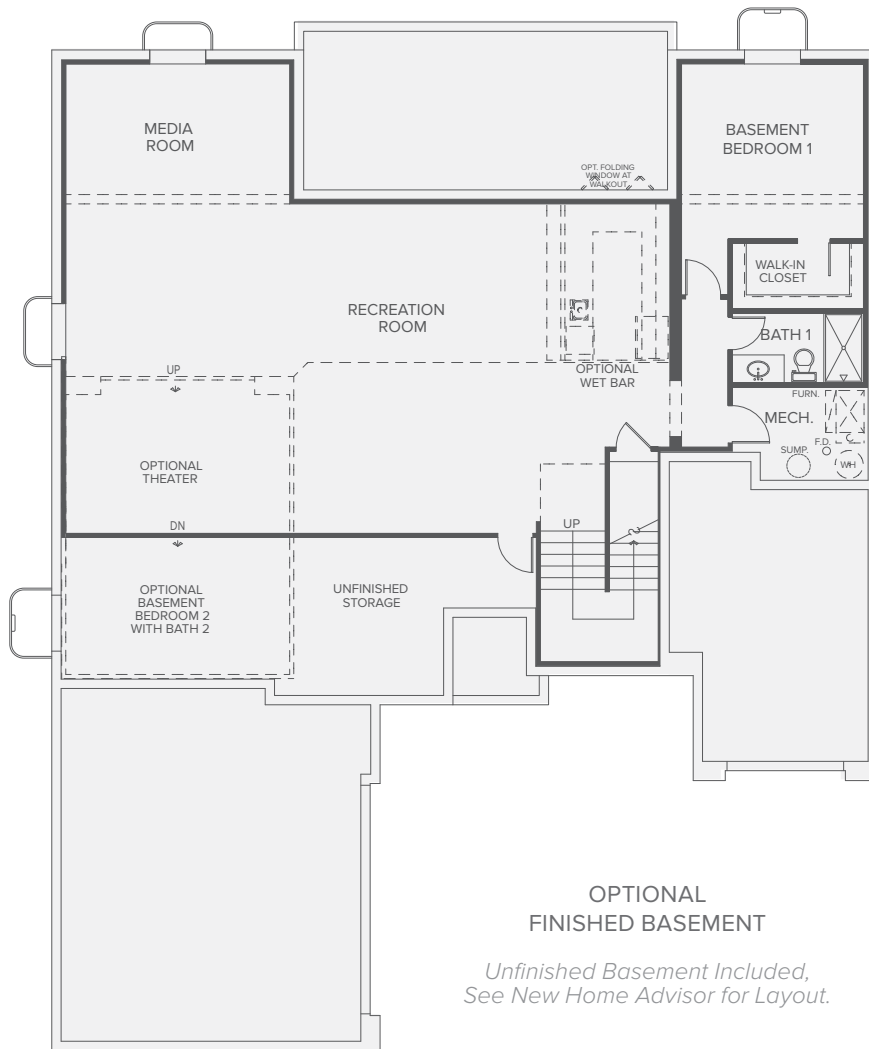 MEDIA
ROOM
BASEMENT
BEDROOM 1
OPT. FOLDING
WINDOW AT
WALKOUT
WALK-IN
CLOSET
RECREATION
ROOM
BATH 1
UP
OPTIONAL
WET BAR
FURN.
MECH.
F.D.
SUMP.
WH
OPTIONAL
THEATER
DN
UP
OPTIONAL
BASEMENT
BEDROOM 2
WITH BATH 2
UNFINISHED
STORAGE
OPTIONAL
FINISHED BASEMENT
Unfinished Basement Included,
See New Home Advisor for Layout.